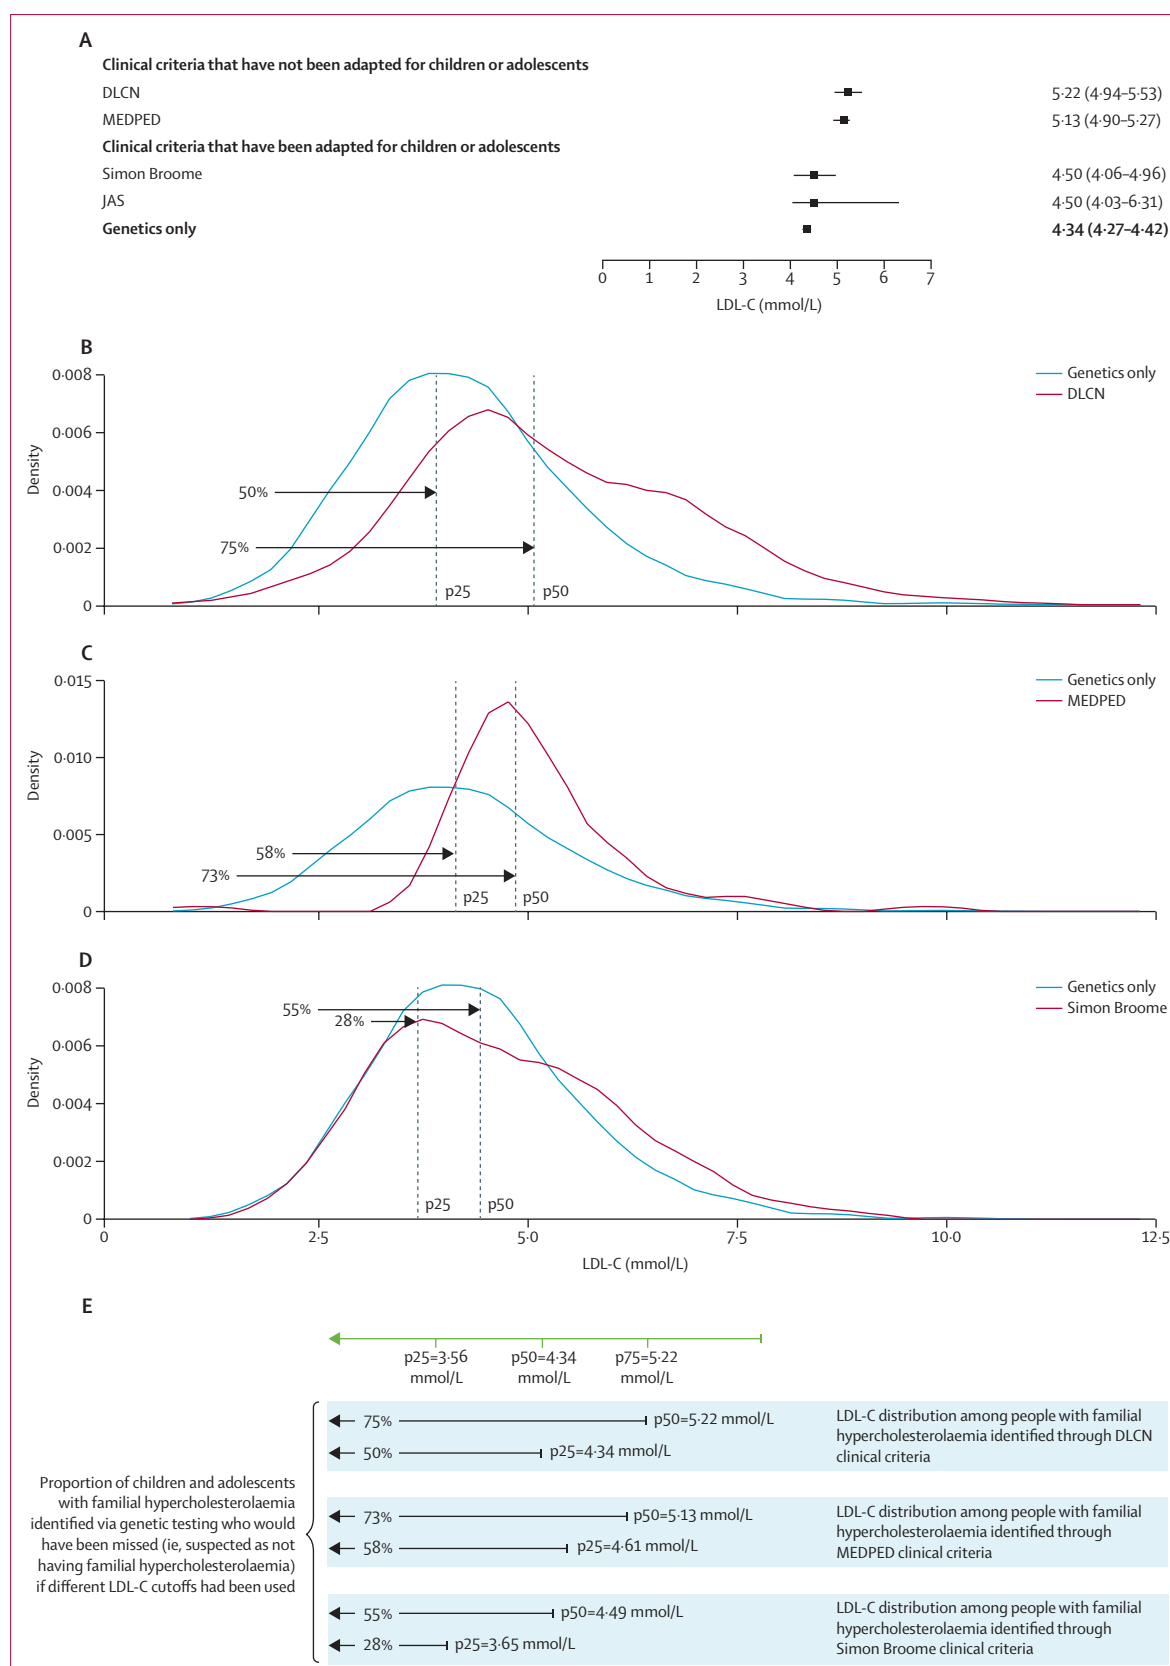 A
Clinical criteria that have not been adapted for children or adolescents
DLCN 5·22 (4·94–5·53)
MEDPED 5·13 (4·90–5·27)
Clinical criteria that have been adapted for children or adolescents
Simon Broome 4·50 (4·06–4·96)
JAS 4·50 (4·03–6·31)
Genetics only 4·34 (4·27–4·42)
0 1 2 3 4 5 6 7
LDL-C (mmol/L)
B
Density
0·008
0·006
0·004
0·002
0
Genetics only
DLCN
50%
75%
p25 p50
C
Density
0·015
0·010
0·005
0
Genetics only
MEDPED
58%
73%
p25 p50
D
Density
0·008
0·006
0·004
0·002
0
Genetics only
Simon Broome
55%
28%
p25 p50
0 2·5 5·0 7·5 10·0 12·5
LDL-C (mmol/L)
E
p25=3·56 p50=4·34 p75=5·22
mmol/L mmol/L mmol/L
Proportion of children and adolescents
with familial hypercholesterolaemia
identified via genetic testing who would
have been missed (ie, suspected as not
having familial hypercholesterolaemia)
if different LDL-C cutoffs had been used
75% p50=5·22 mmol/L
50% p25=4·34 mmol/L
LDL-C distribution among people with familial
hypercholesterolaemia identified through DLCN
clinical criteria
73% p50=5·13 mmol/L
58% p25=4·61 mmol/L
LDL-C distribution among people with familial
hypercholesterolaemia identified through
MEDPED clinical criteria
55% p50=4·49 mmol/L
28% p25=3·65 mmol/L
LDL-C distribution among people with familial
hypercholesterolaemia identified through
Simon Broome clinical criteria